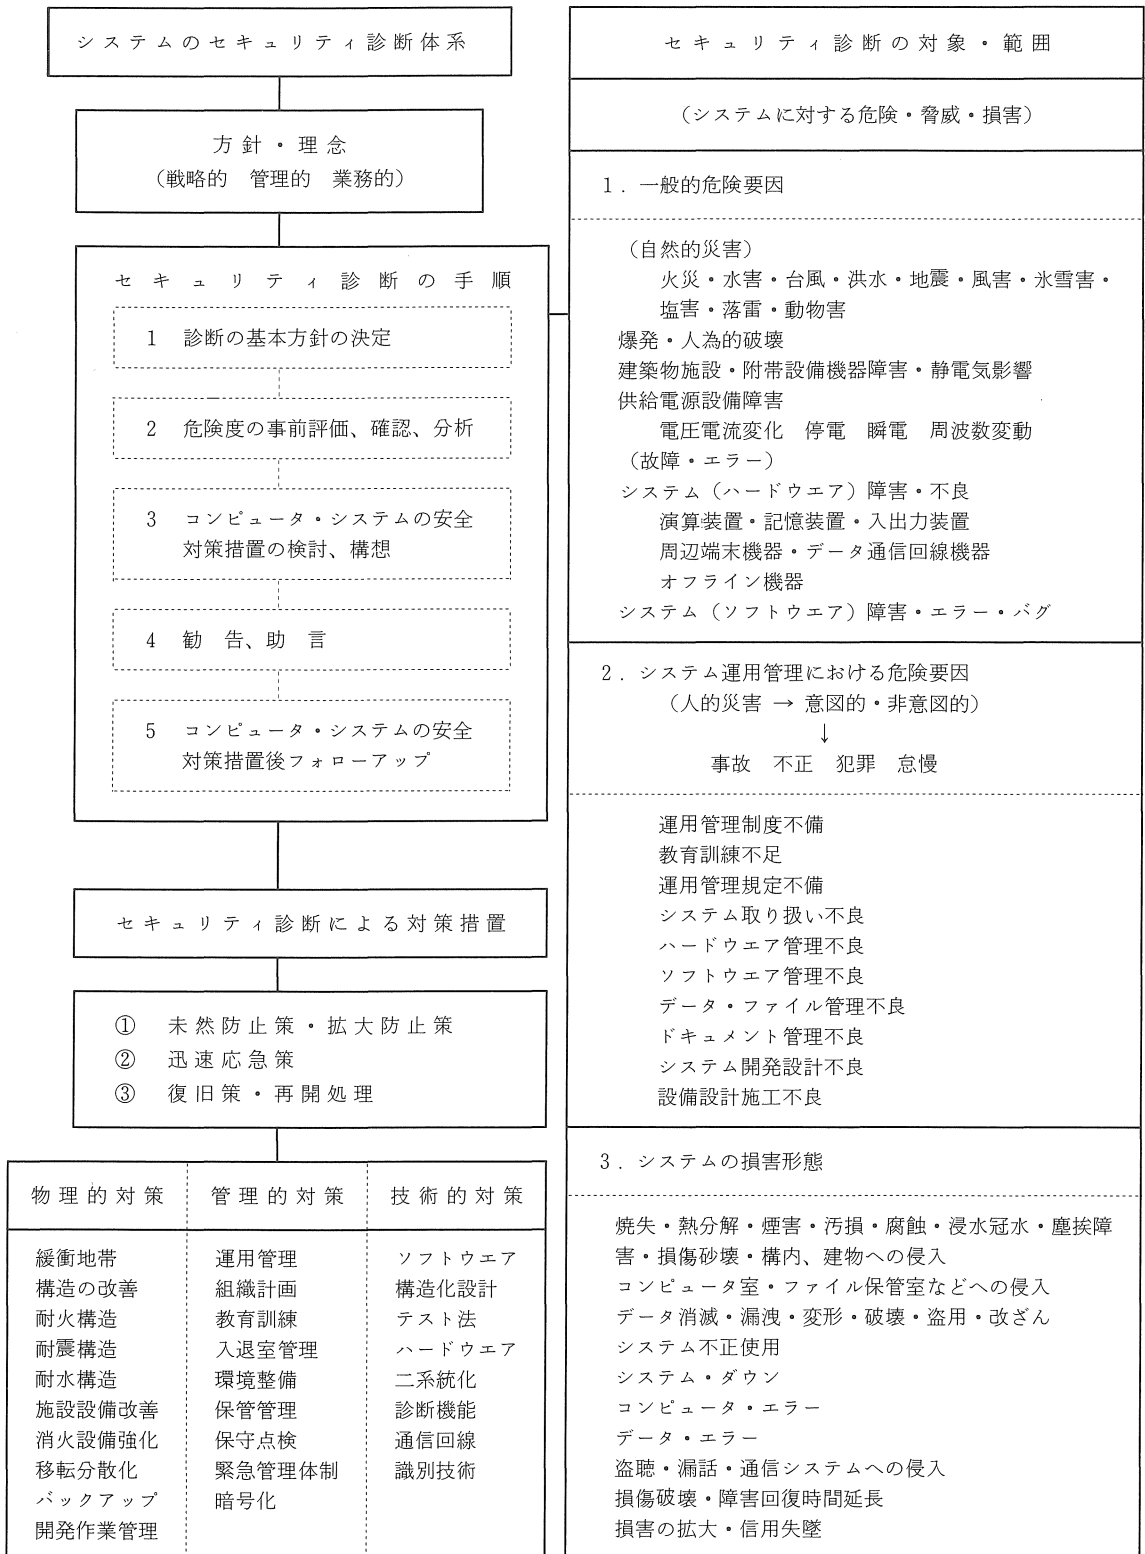 システムのセキュリティ診断体系
方針・理念
(戦略的 管理的 業務的)
セキュリティ診断の手順
1 診断の基本方針の決定
2 危険度の事前評価、確認、分析
3 コンピュータ・システムの安全
対策措置の検討、構想
4 勧告、助言
5 コンピュータ・システムの安全
対策措置後フォローアップ
セキュリティ診断による対策措置
① 未然防止策・拡大防止策
② 迅速応急策
③ 復旧策・再開処理
物理的対策
緩衝地帯
構造の改善
耐火構造
耐震構造
耐水構造
施設設備改善
消火設備強化
移転分散化
バックアップ
開発作業管理
管理的対策
運用管理
組織計画
教育訓練
入退室管理
環境整備
保管管理
保守点検
緊急管理体制
暗号化
技術的対策
ソフトウエア
構造化設計
テスト法
ハードウエア
二系統化
診断機能
通信回線
識別技術
セキュリティ診断の対象・範囲
(システムに対する危険・脅威・損害)
1.一般的危険要因
(自然的災害)
火災・水害・台風・洪水・地震・風害・氷雪害・
塩害・落雷・動物害
爆発・人為的破壊
建築物施設・附帯設備機器障害・静電気影響
供給電源設備障害
電圧電流変化 停電 瞬電 周波数変動
(故障・エラー)
システム(ハードウエア)障害・不良
演算装置・記憶装置・入出力装置
周辺端末機器・データ通信回線機器
オフライン機器
システム(ソフトウエア)障害・エラー・バグ
2.システム運用管理における危険要因
(人的災害 → 意図的・非意図的)
↓
事故 不正 犯罪 怠慢
運用管理制度不備
教育訓練不足
運用管理規定不備
システム取り扱い不良
ハードウエア管理不良
ソフトウエア管理不良
データ・ファイル管理不良
ドキュメント管理不良
システム開発設計不良
設備設計施工不良
3.システムの損害形態
焼失・熱分解・煙害・汚損・腐蝕・浸水冠水・塵挨障
害・損傷砂壊・構内、建物への侵入
コンピュータ室・ファイル保管室などへの侵入
データ消滅・漏洩・変形・破壊・盗用・改ざん
システム不正使用
システム・ダウン
コンピュータ・エラー
データ・エラー
盗聴・漏話・通信システムへの侵入
損傷破壊・障害回復時間延長
損害の拡大・信用失墜